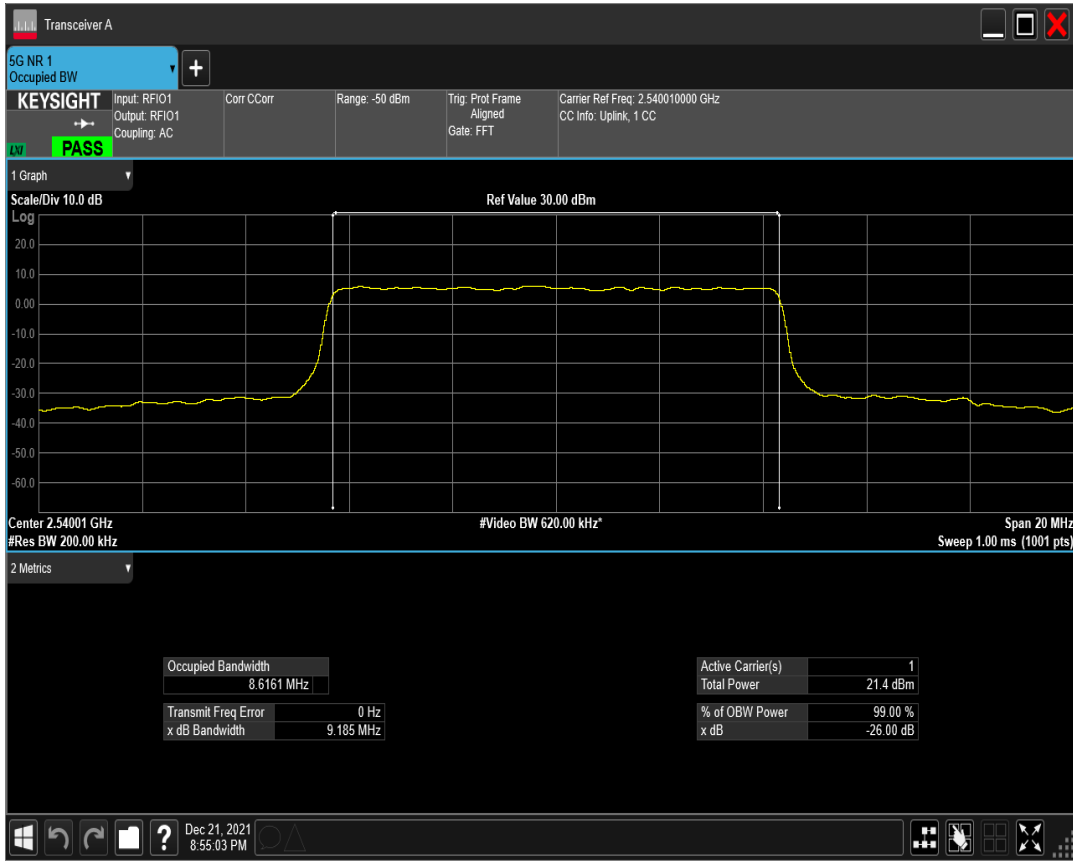 Transceiver A
5G NR 1
Occupied BW
KEYSIGHT
Input: RFIO1
Output: RFIO1
Coupling: AC
Corr CCorr
Range: -50 dBm
Trig: Prot Frame
Aligned
Gate: FFT
Carrier Ref Freq: 2.540010000 GHz
CC Info: Uplink, 1 CC
LXI
PASS
1 Graph
Scale/Div 10.0 dB
Ref Value 30.00 dBm
Log
20.0
10.0
0.00
-10.0
-20.0
-30.0
-40.0
-50.0
-60.0
Center 2.54001 GHz
#Video BW 620.00 kHz*
Span 20 MHz
#Res BW 200.00 kHz
Sweep 1.00 ms (1001 pts)
2 Metrics
Occupied Bandwidth
8.6161 MHz
Transmit Freq Error 0 Hz
x dB Bandwidth 9.185 MHz
Active Carrier(s) 1
Total Power 21.4 dBm
% of OBW Power 99.00 %
x dB -26.00 dB
?
Dec 21, 2021
8:55:03 PM